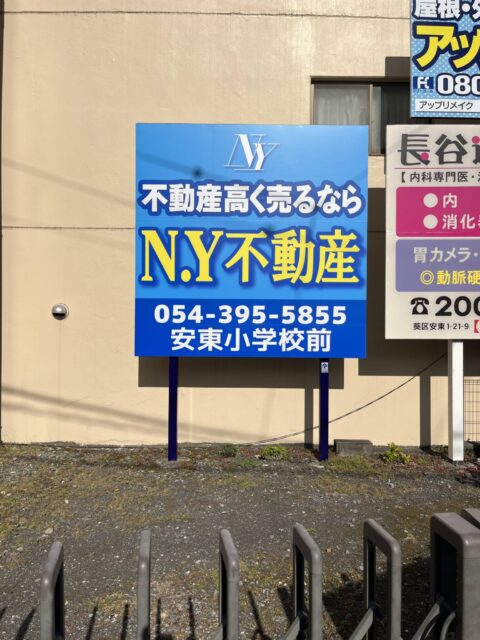 NY
不動産高く売るなら
N.Y不動産
054-395-5855
安東小学校前
屋根・
アッ
080
アップリメイク
長谷
【内科専門医・
●内
●消化
胃カメラ・
◎動脈硬
☎200
葵区安東1-21-9